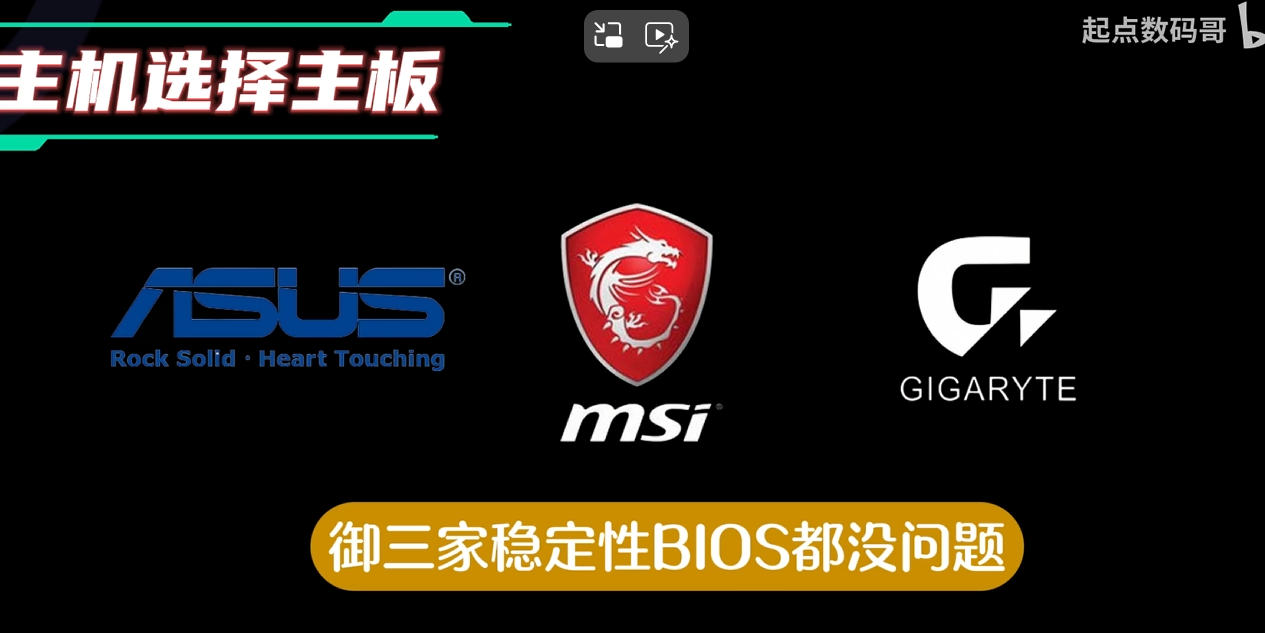 起点数码哥 b
主机选择主板
ASUS®
Rock Solid · Heart Touching
msi
GIGARYTE
御三家稳定性BIOS都没问题